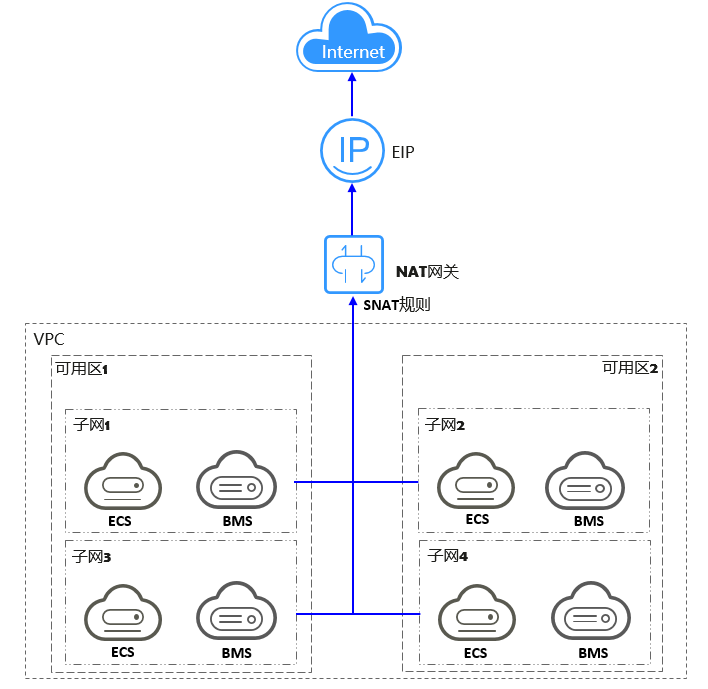 Internet
IP
EIP
NAT网关
SNAT规则
VPC
可用区1
可用区2
子网1
子网2
ECS
BMS
ECS
BMS
子网3
子网4
ECS
BMS
ECS
BMS